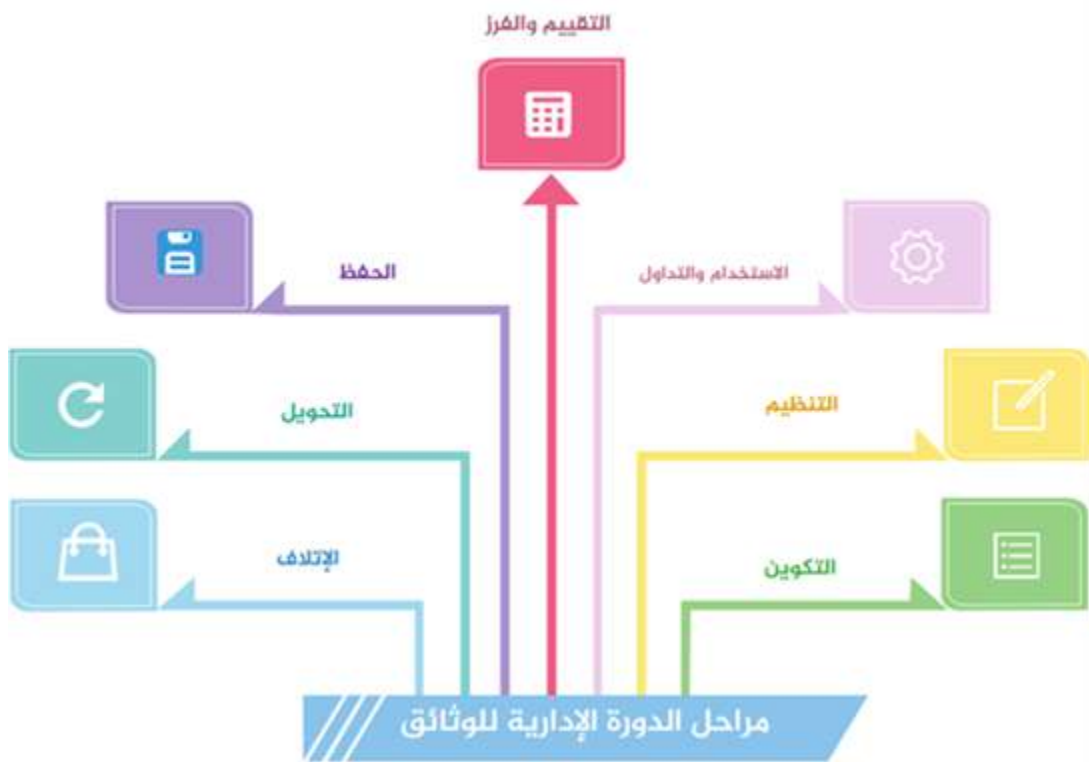 التقييم والفرز
الاستخدام والتداول
الحفظ
التنظيم
التحويل
التكوين
الإتلاف
مراحل الدورة الإدارية للوثائق